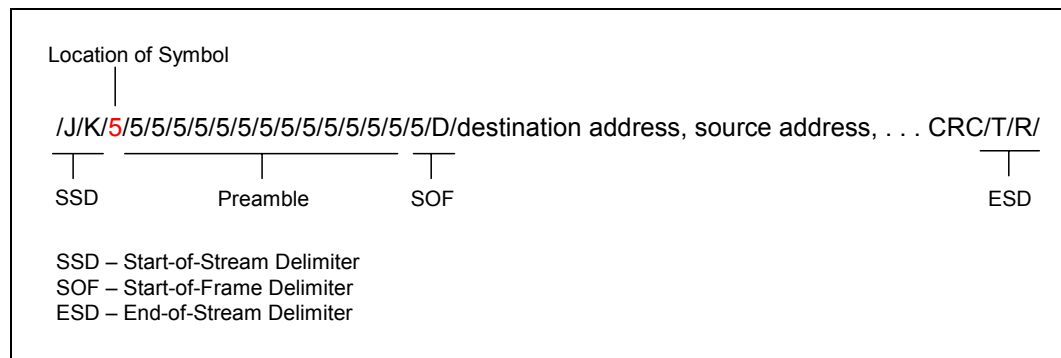 Location of Symbol
/J/K/5/5/5/5/5/5/5/5/5/5/5/5/5/5/5/D/destination address, source address, . . . CRC/T/R/
SSD Preamble SOF ESD
SSD – Start-of-Stream Delimiter
SOF – Start-of-Frame Delimiter
ESD – End-of-Stream Delimiter